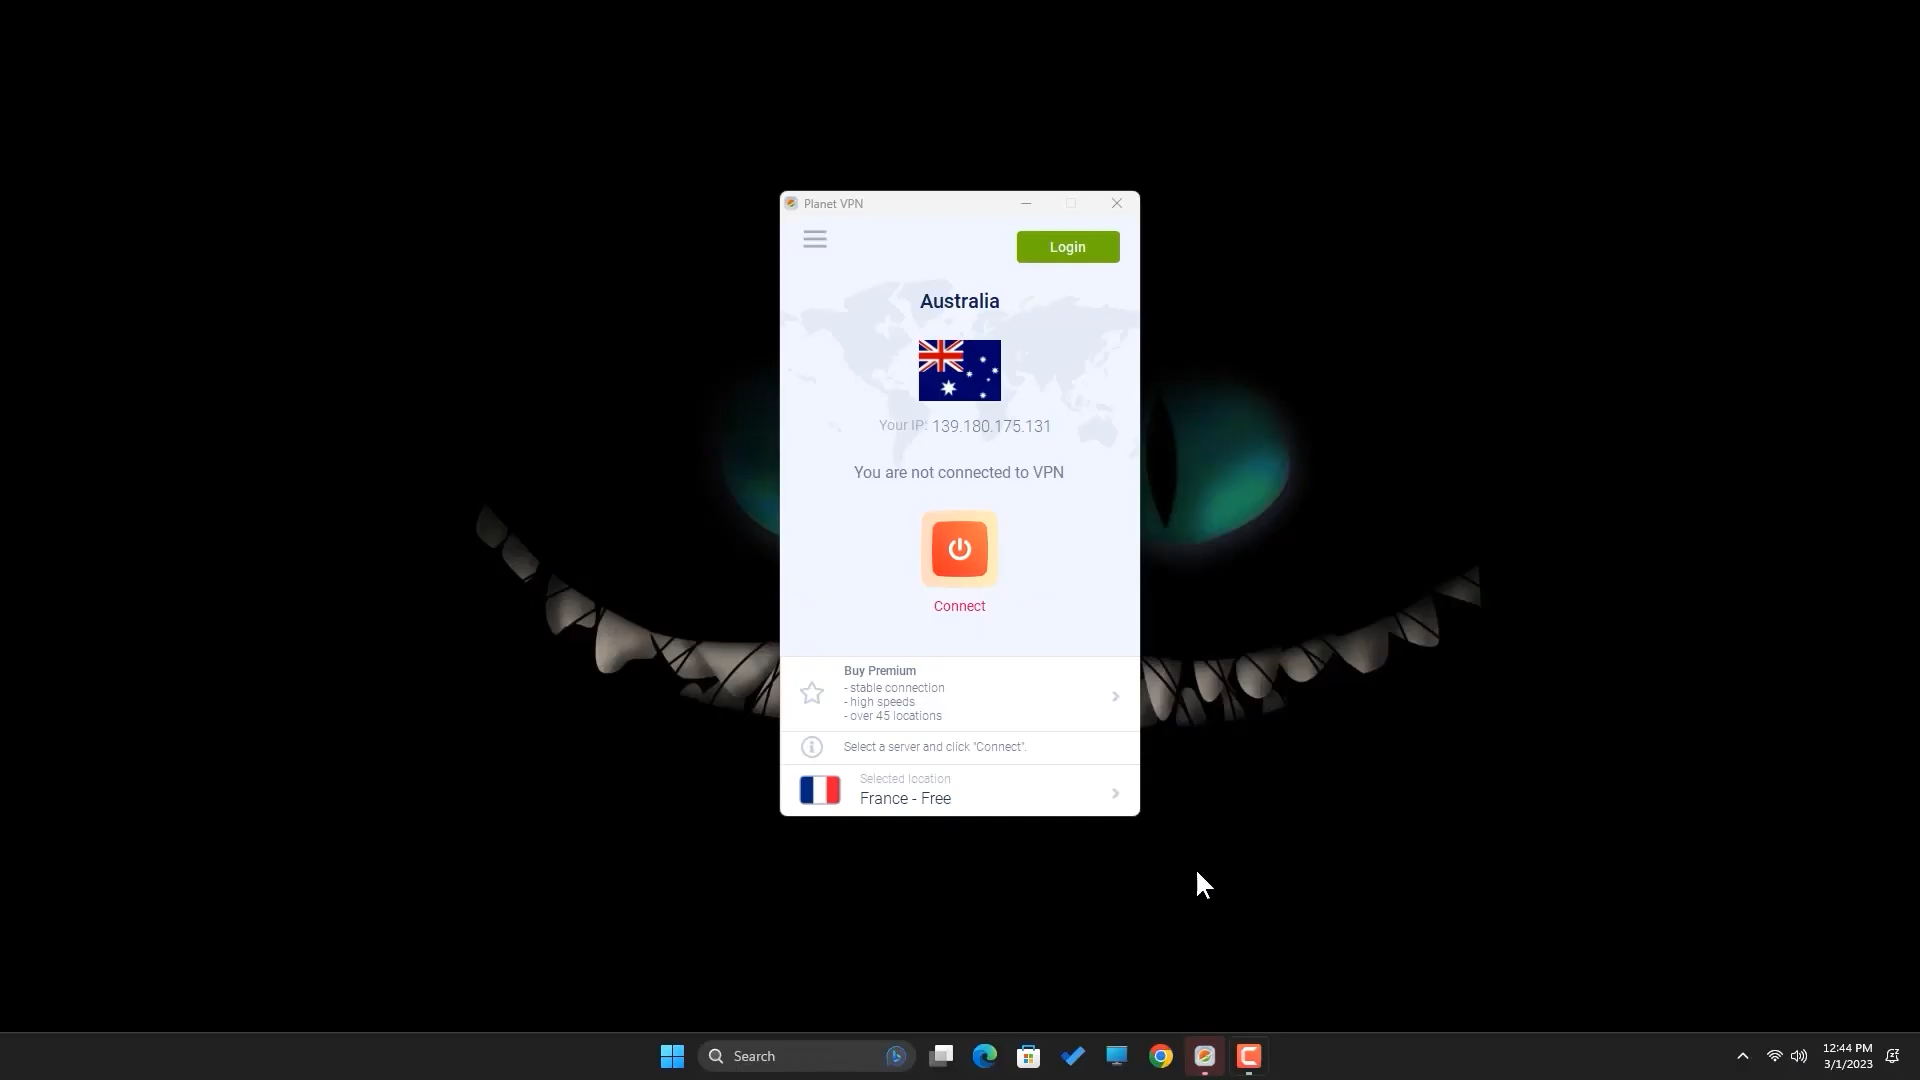 Planet VPN
Login
Australia
Your IP: 139.180.175.131
You are not connected to VPN
Connect
Buy Premium
- stable connection
- high speeds
- over 45 locations
Select a server and click "Connect".
Selected location
France - Free
Search
12:44 PM
3/1/2023